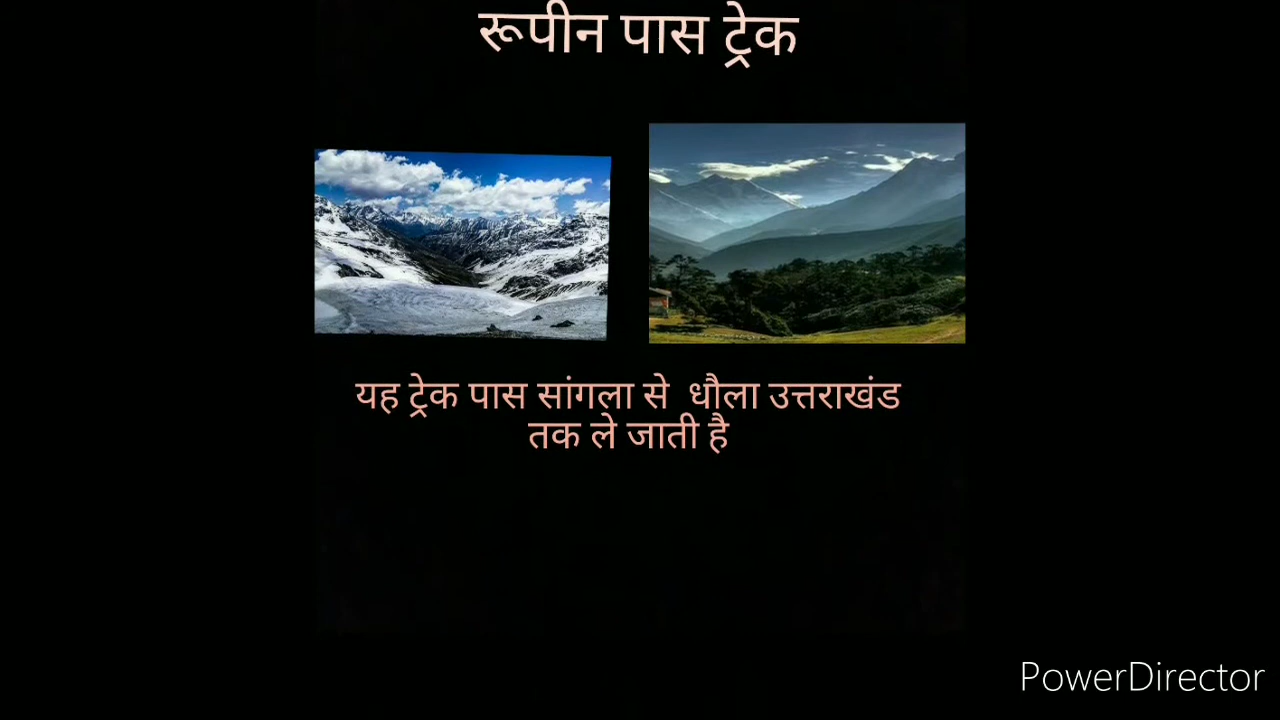 रूपीन पास ट्रेक
यह ट्रेक पास सांगला से धौला उत्तराखंड
तक ले जाती है
PowerDirector